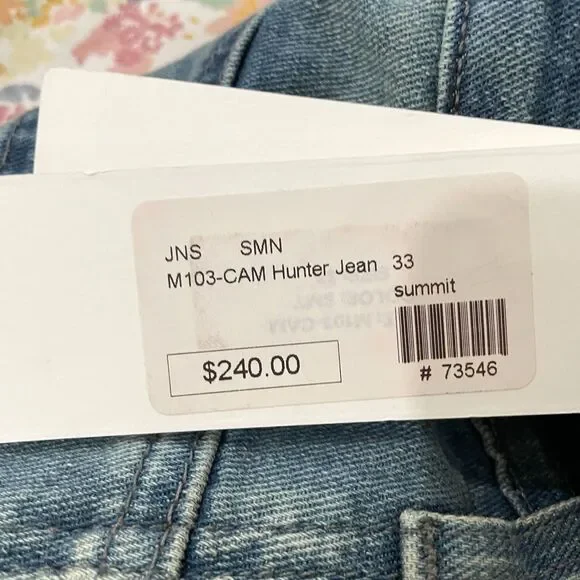 JNS SMN
M103-CAM Hunter Jean 33
summit
$240.00
# 73546